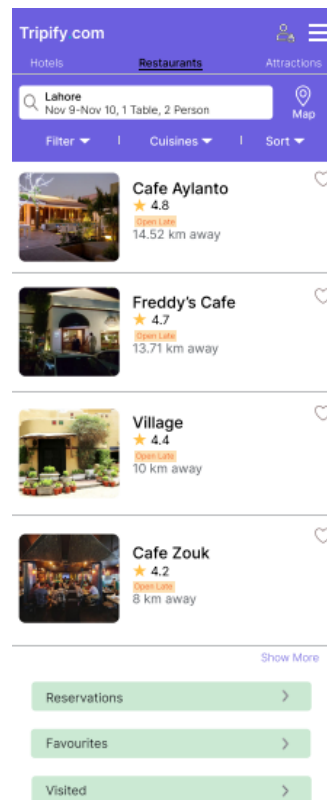 Tripify com
Hotels Restaurants Attractions
Lahore
Nov 9-Nov 10, 1 Table, 2 Person
Map
Filter | Cuisines | Sort
Cafe Aylanto
4.8
Open Late
14.52 km away
Freddy's Cafe
4.7
Open Late
13.71 km away
Village
4.4
Open Late
10 km away
Cafe Zouk
4.2
Open Late
8 km away
Show More
Reservations
Favourites
Visited